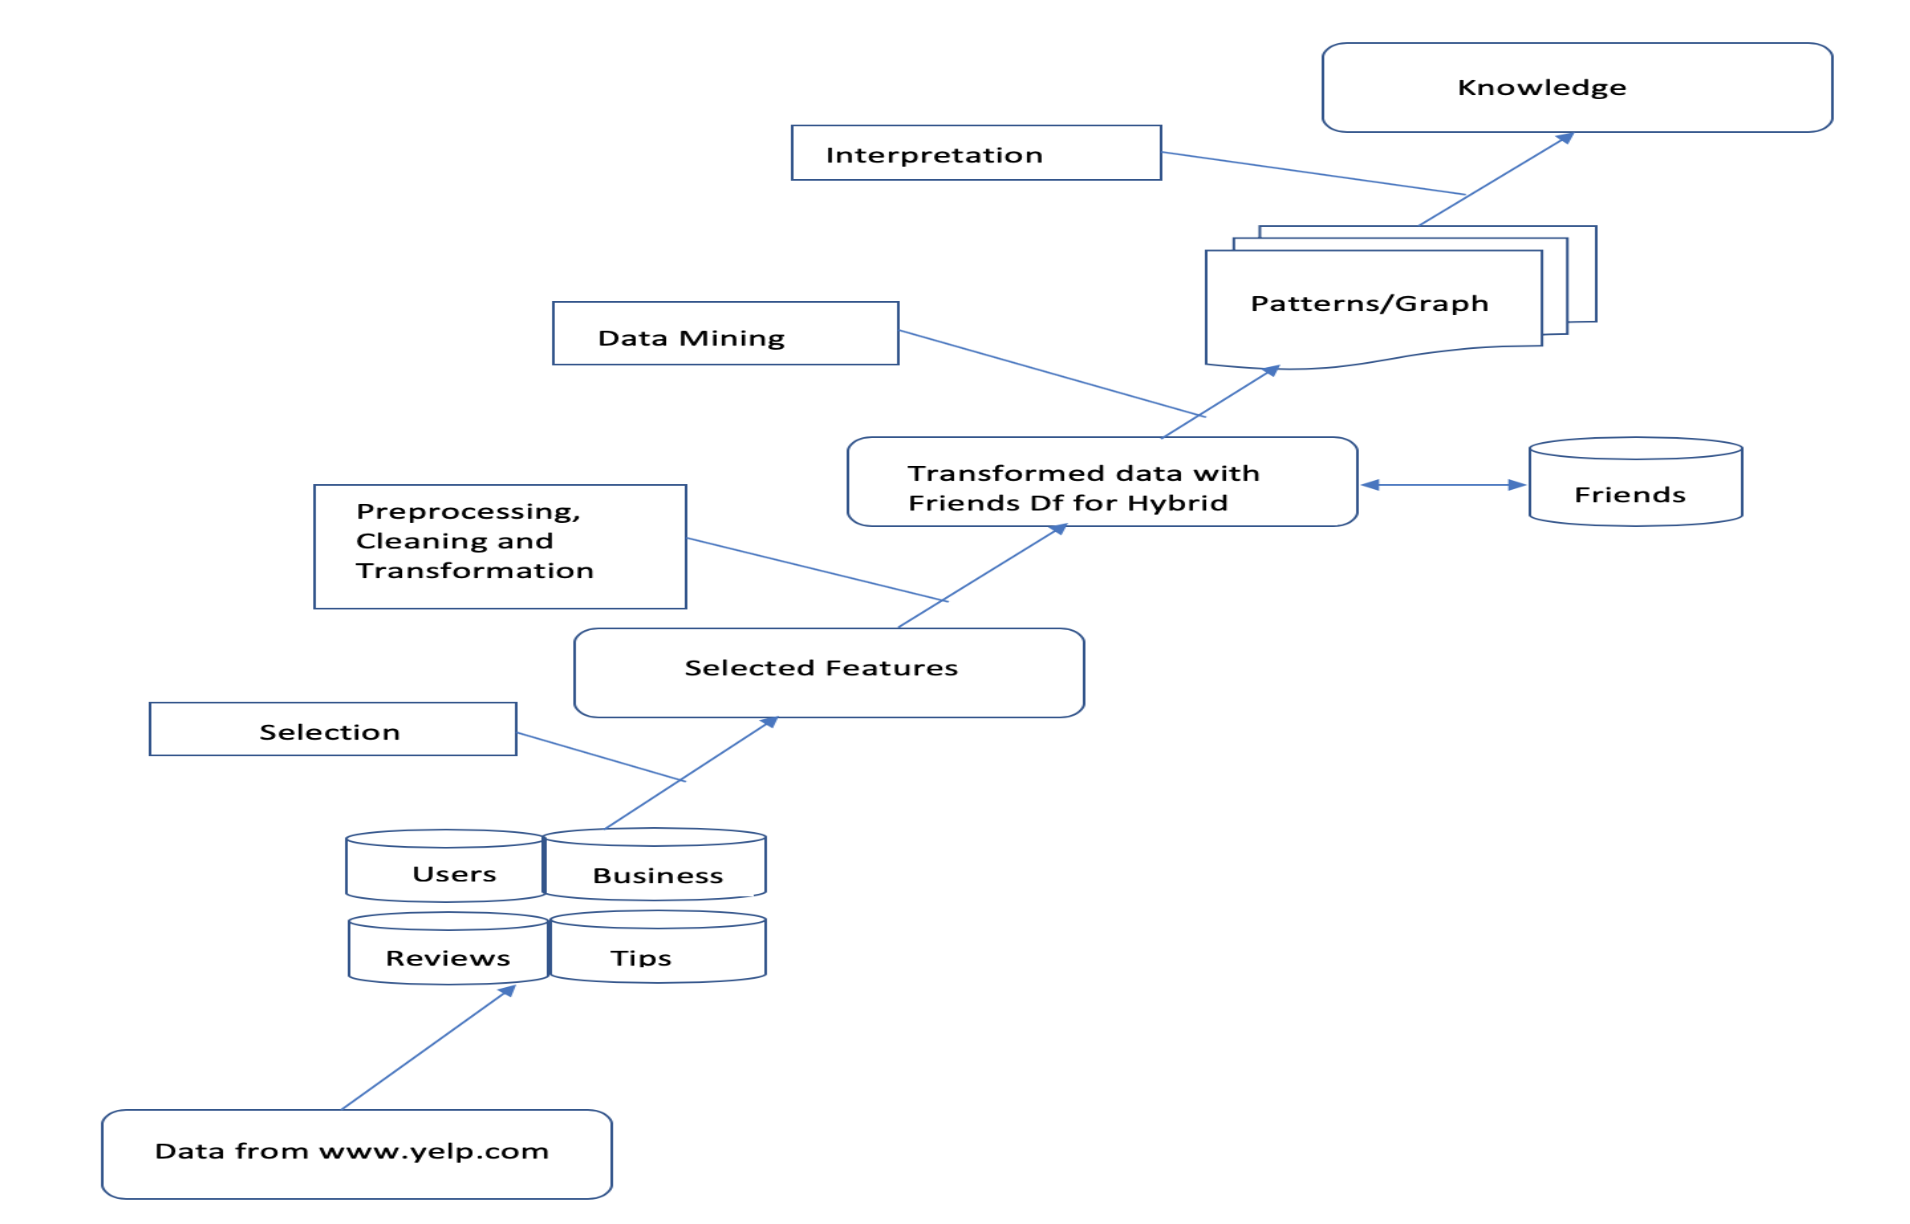 Knowledge
Interpretation
Patterns/Graph
Data Mining
Transformed data with
Friends Df for Hybrid
Friends
Preprocessing,
Cleaning and
Transformation
Selected Features
Selection
Users
Business
Reviews
Tips
Data from www.yelp.com